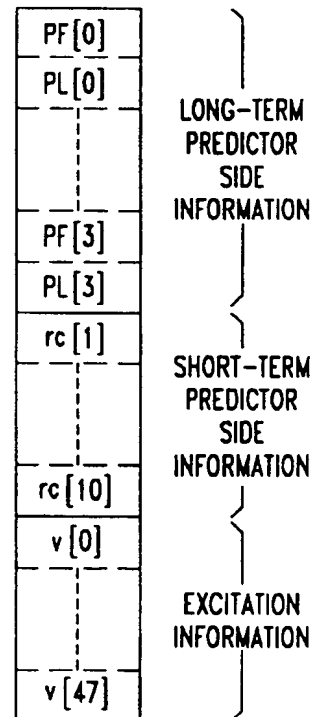 PF[0]
PL[0]
PF[3]
PL[3]
LONG-TERM
PREDICTOR
SIDE
INFORMATION
rc[1]
rc[10]
SHORT-TERM
PREDICTOR
SIDE
INFORMATION
v[0]
v[47]
EXCITATION
INFORMATION